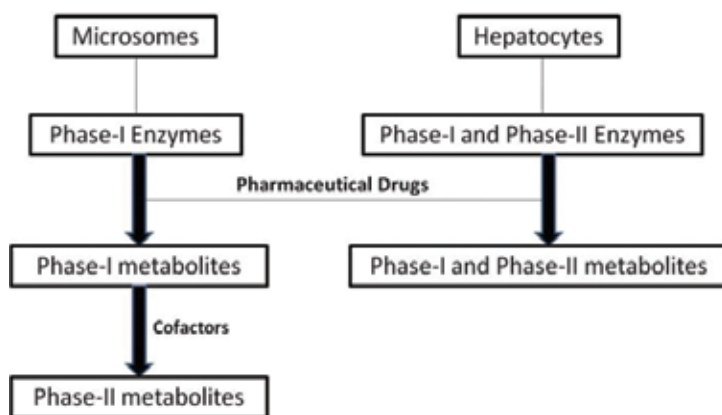 Microsomes
Hepatocytes
Phase-I Enzymes
Phase-I and Phase-II Enzymes
Pharmaceutical Drugs
Phase-I metabolites
Phase-I and Phase-II metabolites
Cofactors
Phase-II metabolites